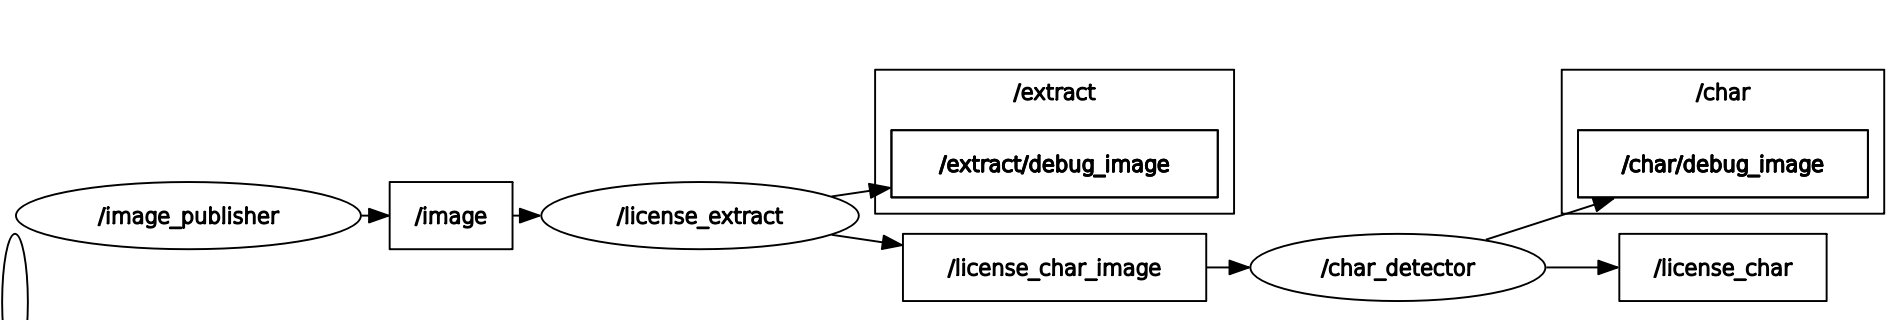 /extract
/char
/extract/debug_image
/char/debug_image
/image_publisher
/image
/license_extract
/license_char_image
/char_detector
/license_char